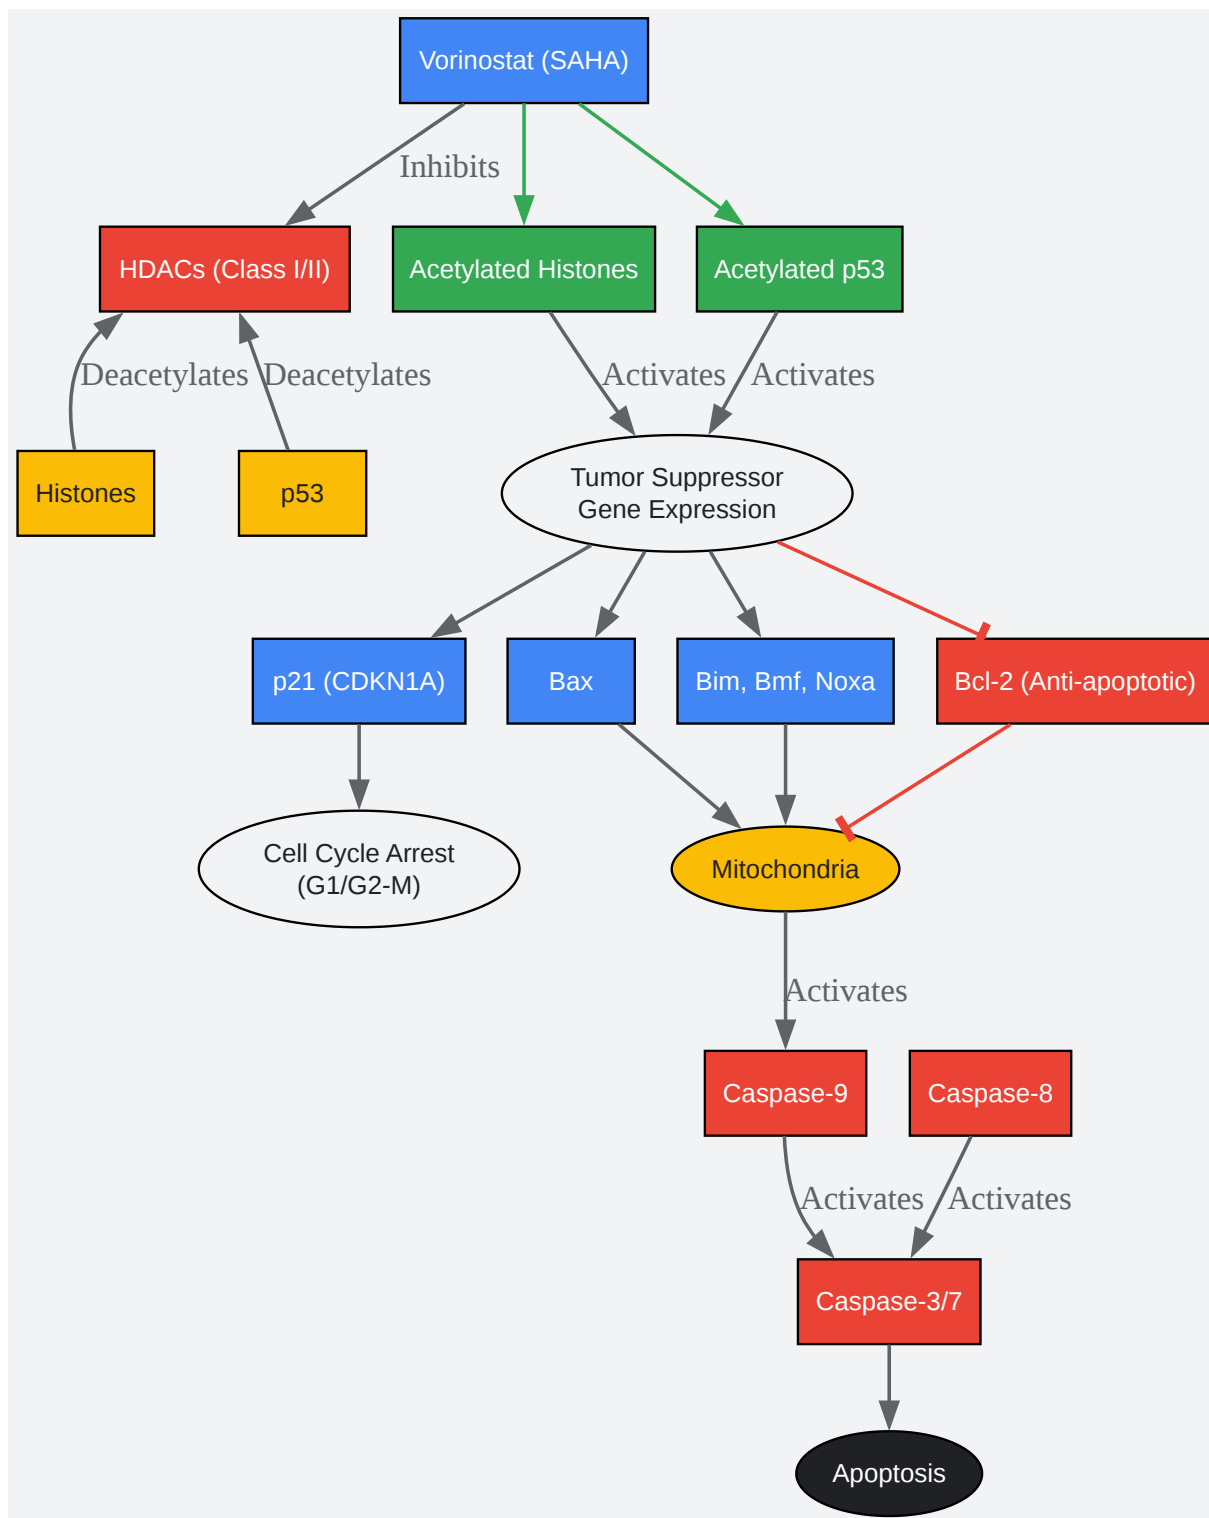 Vorinostat (SAHA)
Inhibits
HDACs (Class I/II)
Acetylated Histones
Acetylated p53
Deacetylates
Deacetylates
Activates
Activates
Histones
p53
Tumor Suppressor
Gene Expression
p21 (CDKN1A)
Bax
Bim, Bmf, Noxa
Bcl-2 (Anti-apoptotic)
Cell Cycle Arrest
(G1/G2-M)
Mitochondria
Activates
Caspase-9
Caspase-8
Activates
Activates
Caspase-3/7
Apoptosis